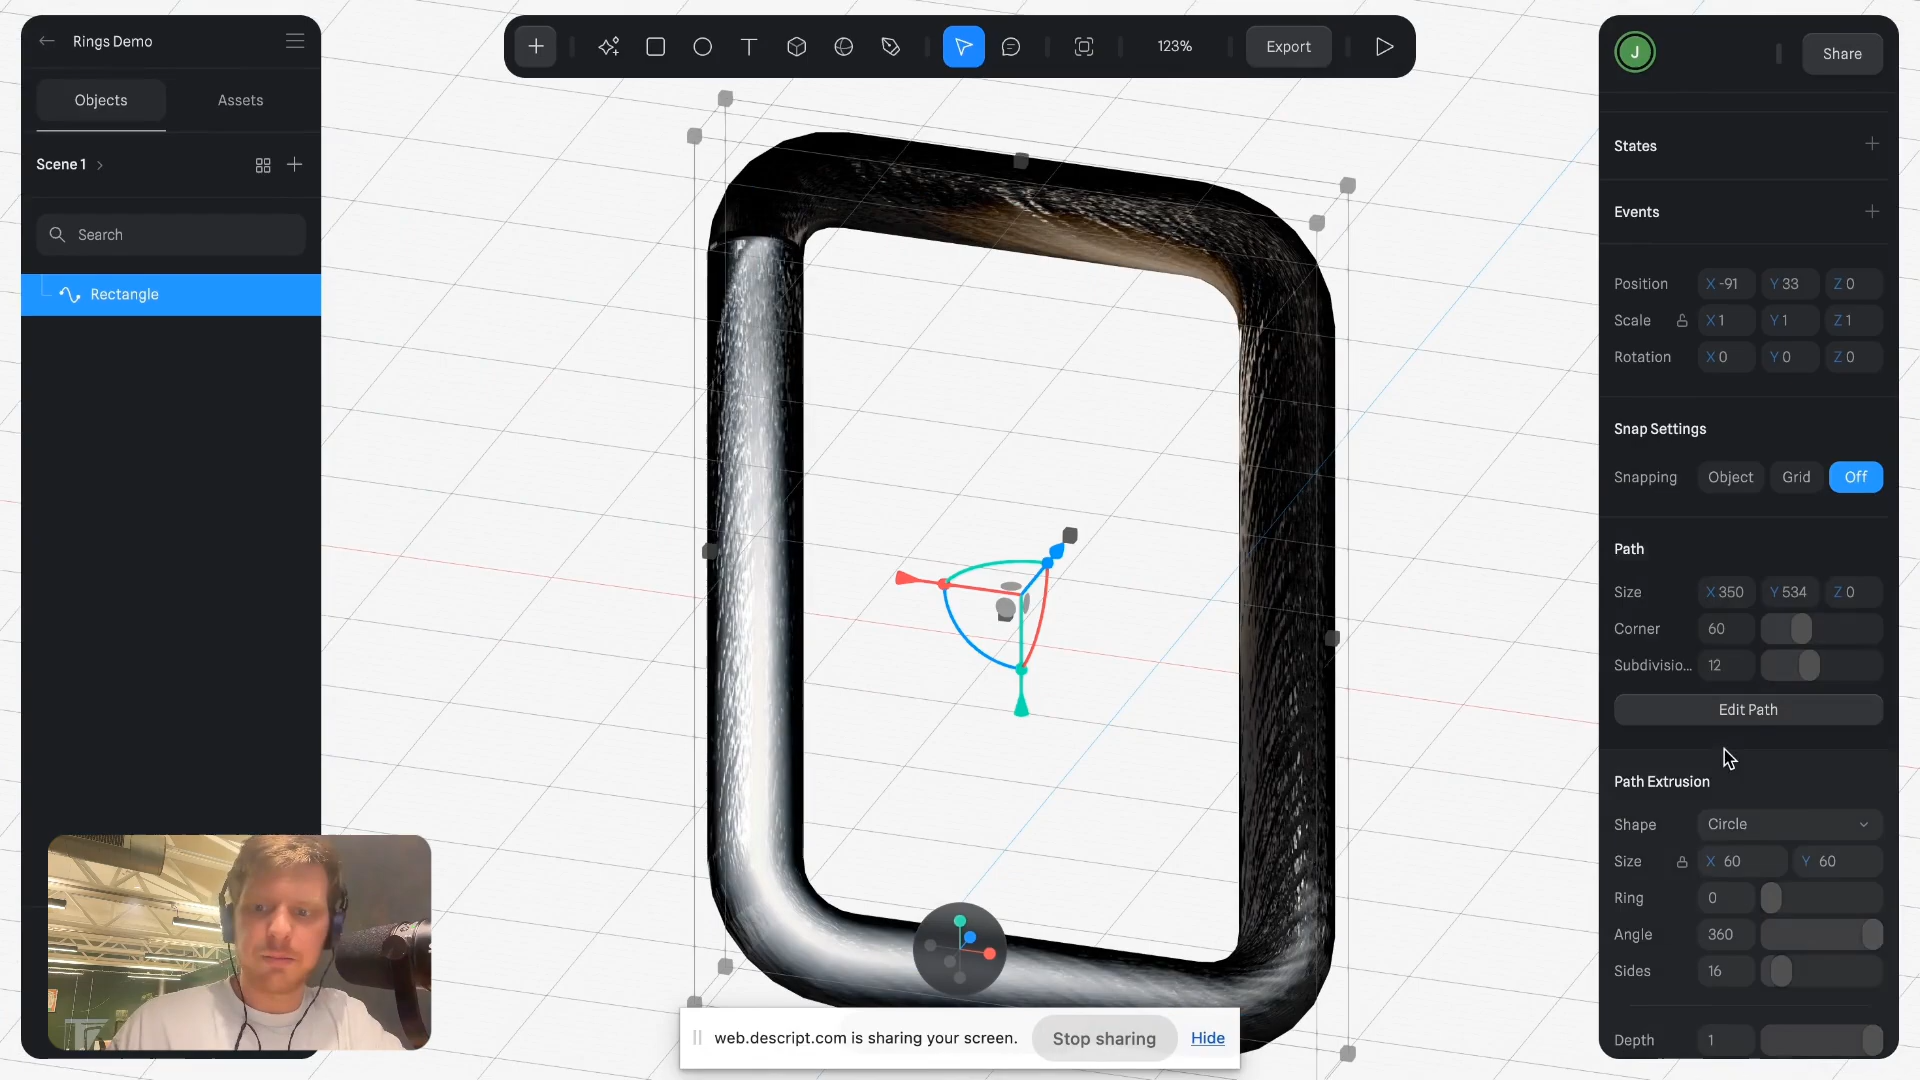 Rings Demo
Objects
Assets
Scene 1
Search
Rectangle
T
123%
Export
J
Share
States
Events
Position X -91 Y 33 Z 0
Scale X 1 Y 1 Z 1
Rotation X 0 Y 0 Z 0
Snap Settings
Snapping Object Grid Off
Path
Size X 350 Y 534 Z 0
Corner 60
Subdivisio... 12
Edit Path
Path Extrusion
Shape Circle
Size X 60 Y 60
Ring 0
Angle 360
Sides 16
Depth 1
web.descript.com is sharing your screen. Stop sharing Hide